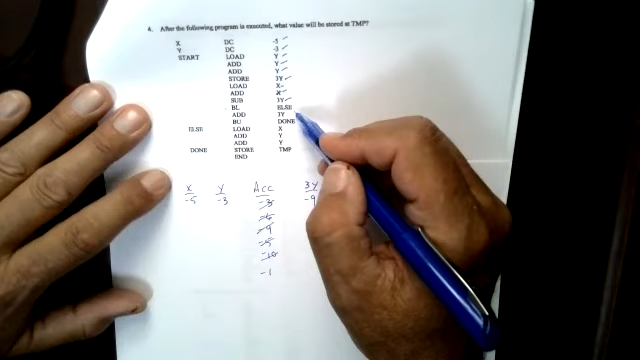 4. After the following program is executed, what value will be stored at TMP?
X DC -5
Y DC -3
START LOAD Y
ADD Y
ADD Y
STORE 3Y
LOAD X
ADD X
SUB 3Y
BL ELSE
ADD 3Y
BU DONE
ELSE LOAD X
ADD Y
ADD Y
DONE STORE TMP
END
X Y Acc 3Y
-5 -3 -3 -9
-6
-9
-5
-10
-1